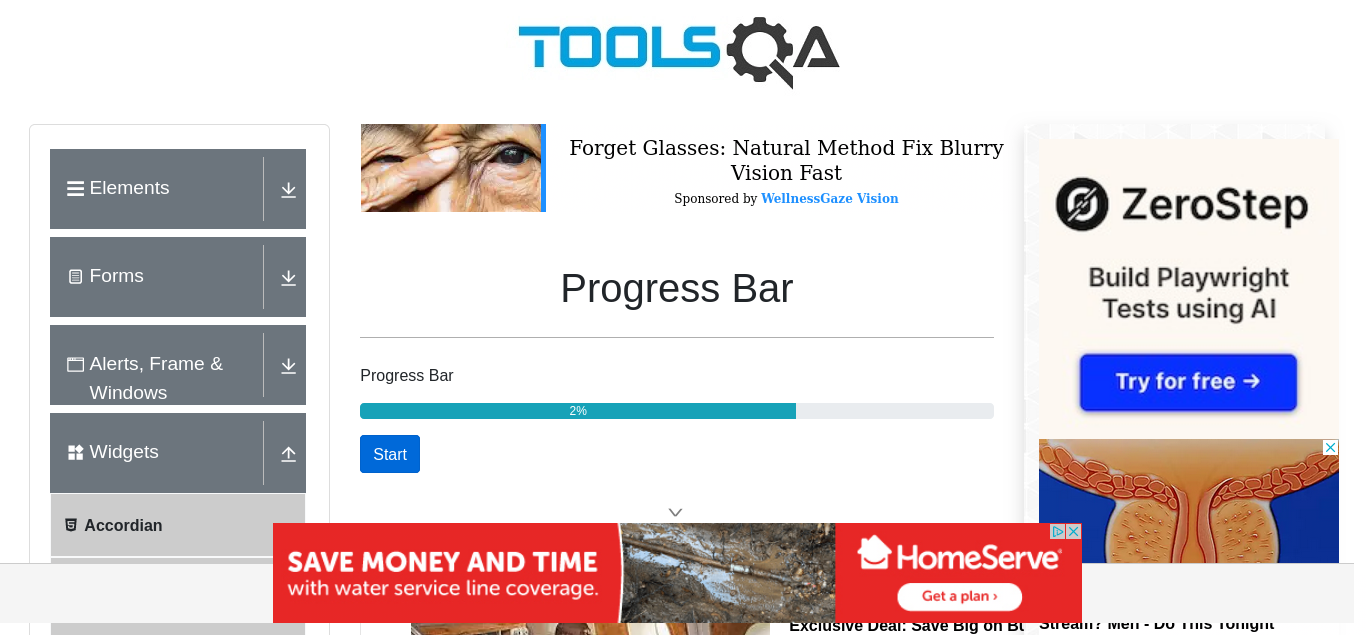 TOOLSQA
Elements
Forms
Alerts, Frame &
Windows
Widgets
Accordian
Forget Glasses: Natural Method Fix Blurry
Vision Fast
Sponsored by WellnessGaze Vision
Progress Bar
Progress Bar
2%
Start
ZeroStep
Build Playwright
Tests using AI
Try for free →
SAVE MONEY AND TIME
with water service line coverage.
HomeServe
Get a plan ›
Exclusive Deal: Save Big on Bl
Stream? Men - Do This Tonight